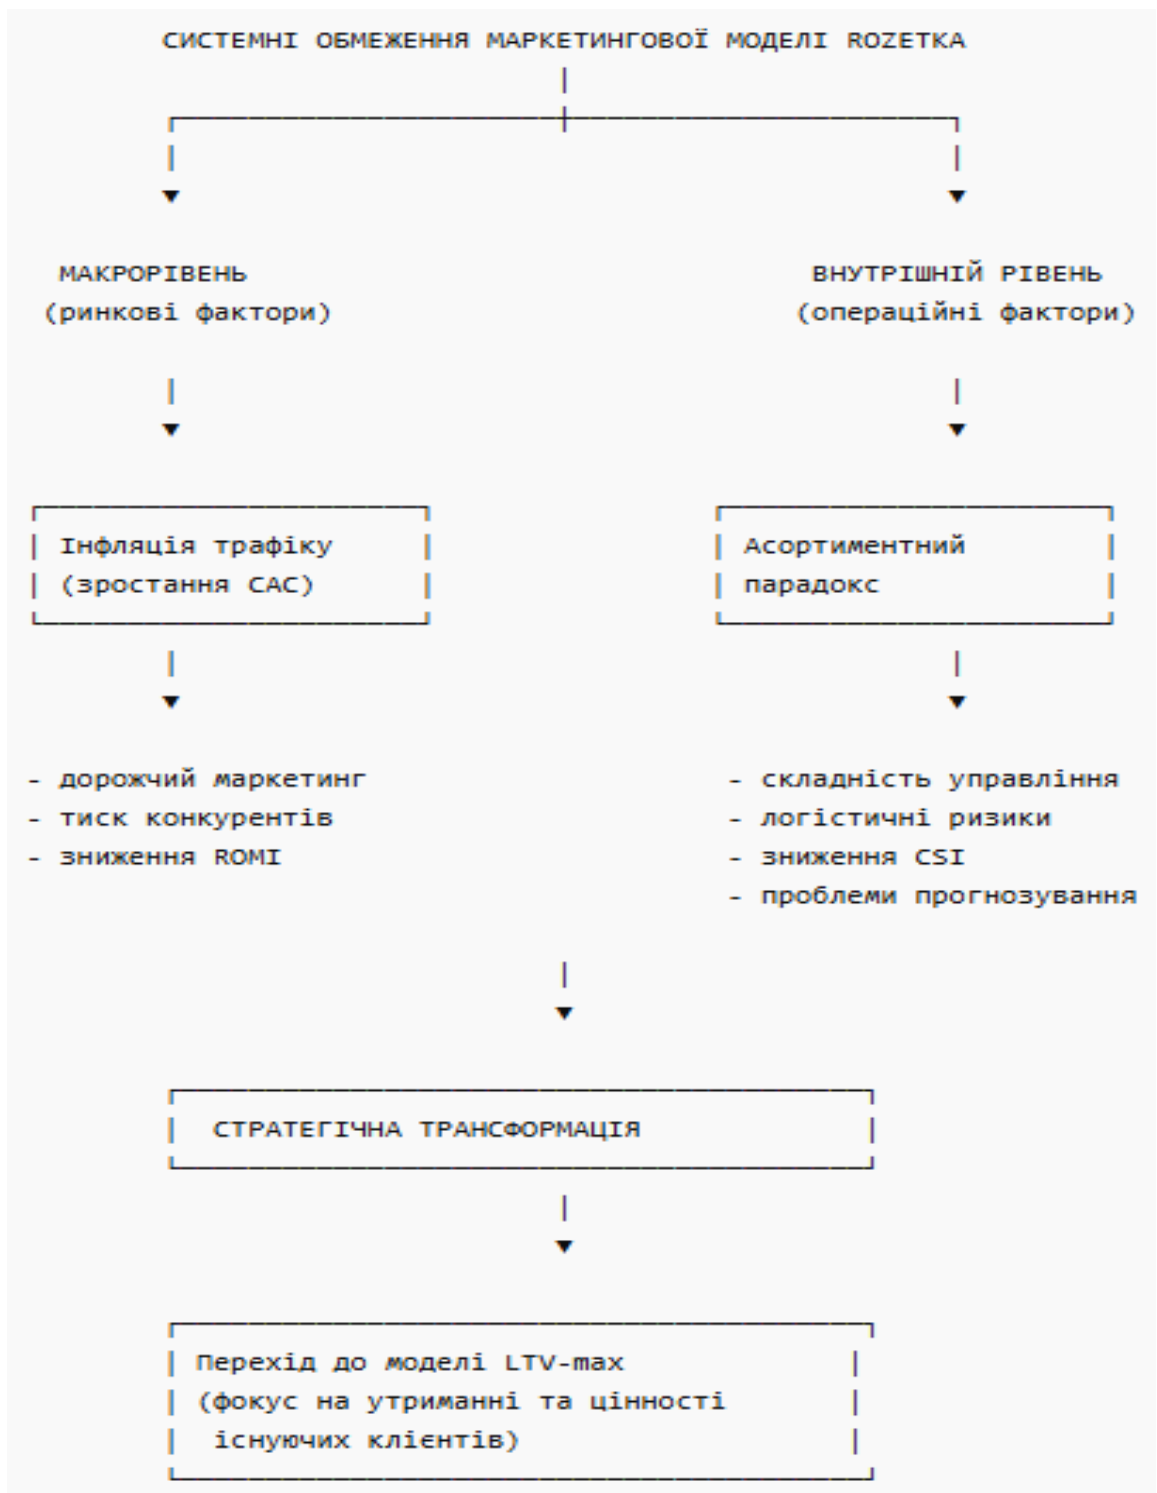 СИСТЕМНІ ОБМЕЖЕННЯ МАРКЕТИНГОВОЇ МОДЕЛІ ROZETKA
МАКРОРІВЕНЬ
(ринкові фактори)
ВНУТРІШНІЙ РІВЕНЬ
(операційні фактори)
Інфляція трафіку
(зростання CAC)
Асортиментний
парадокс
- дорожчий маркетинг
- тиск конкурентів
- зниження ROMI
- складність управління
- логістичні ризики
- зниження CSI
- проблеми прогнозування
СТРАТЕГІЧНА ТРАНСФОРМАЦІЯ
Перехід до моделі LTV-max
(фокус на утриманні та цінності
існуючих клієнтів)